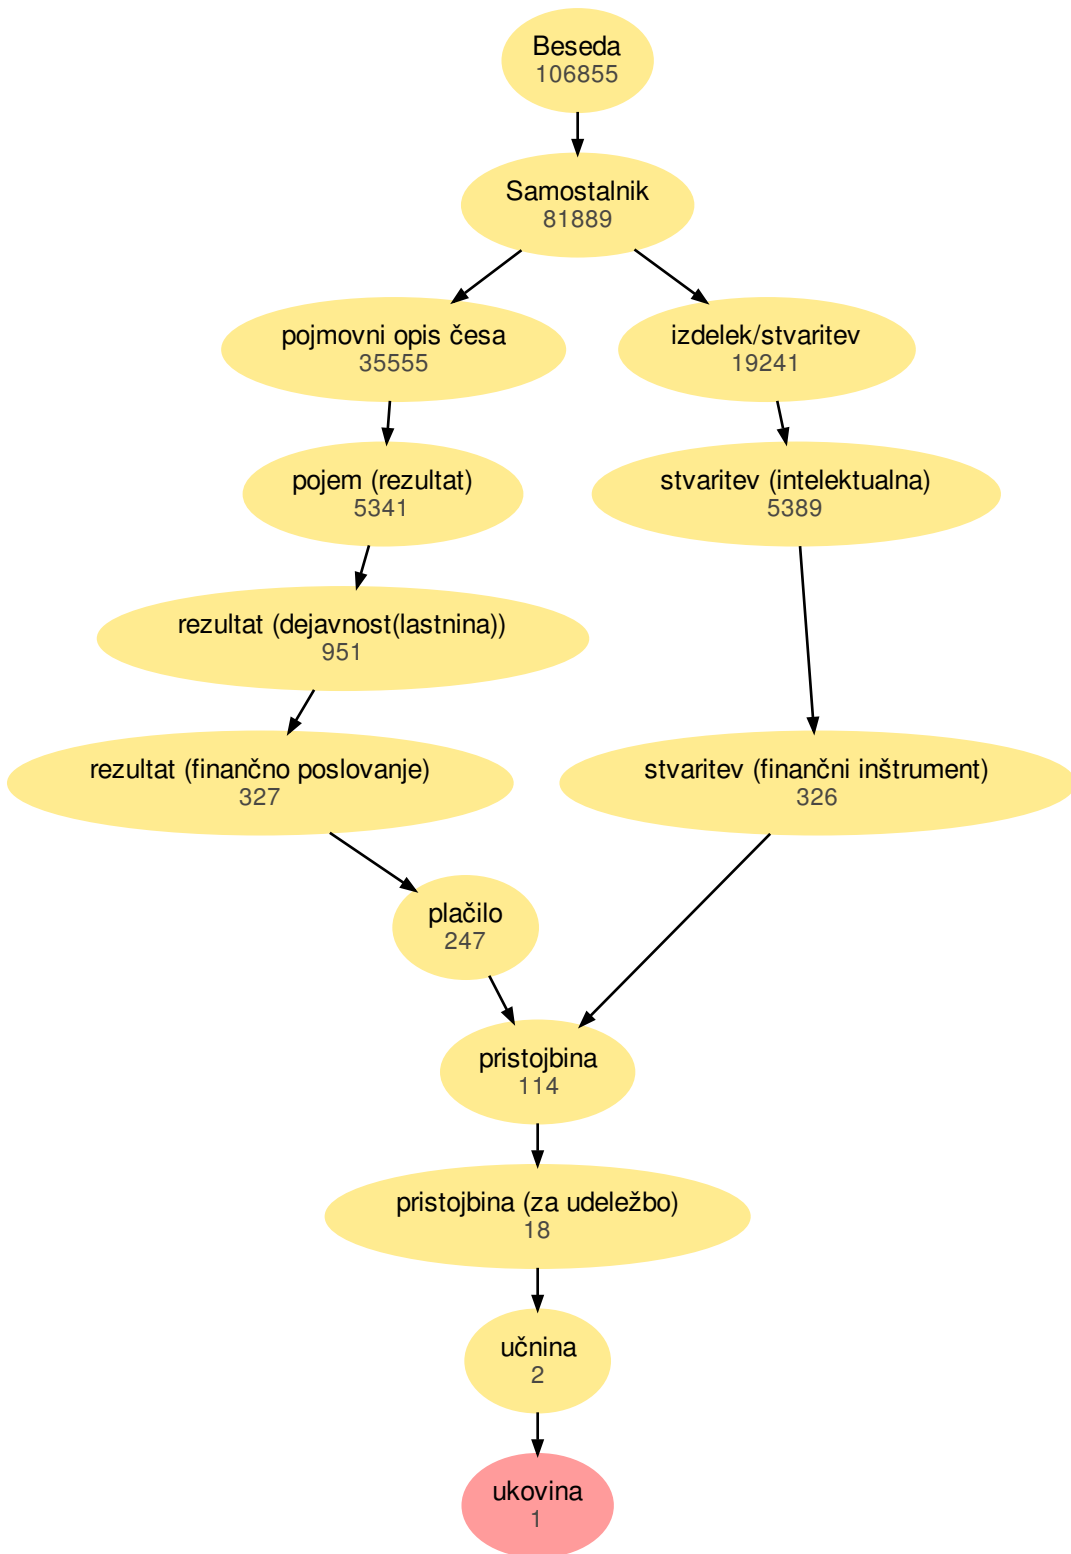 Beseda
106855
Samostalnik
81889
pojmovni opis česa
35555
izdelek/stvaritev
19241
pojem (rezultat)
5341
stvaritev (intelektualna)
5389
rezultat (dejavnost(lastnina))
951
rezultat (finančno poslovanje)
327
stvaritev (finančni inštrument)
326
plačilo
247
pristojbina
114
pristojbina (za udeležbo)
18
učnina
2
ukovina
1